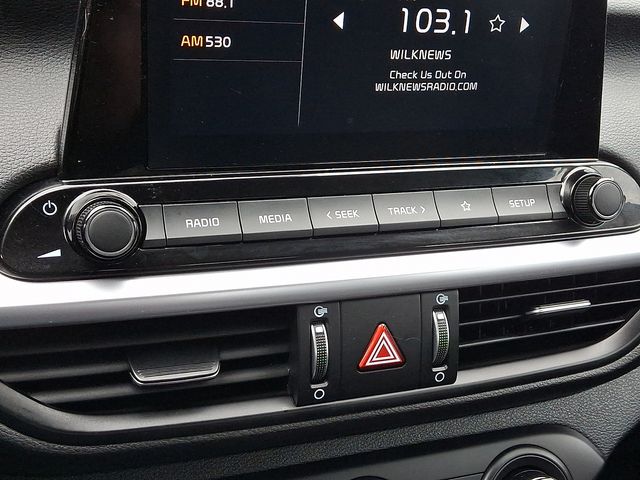 FM 88.1
AM 530
103.1
WILKNEWS
Check Us Out On
WILKNEWSRADIO.COM
RADIO
MEDIA
< SEEK
TRACK >
SETUP